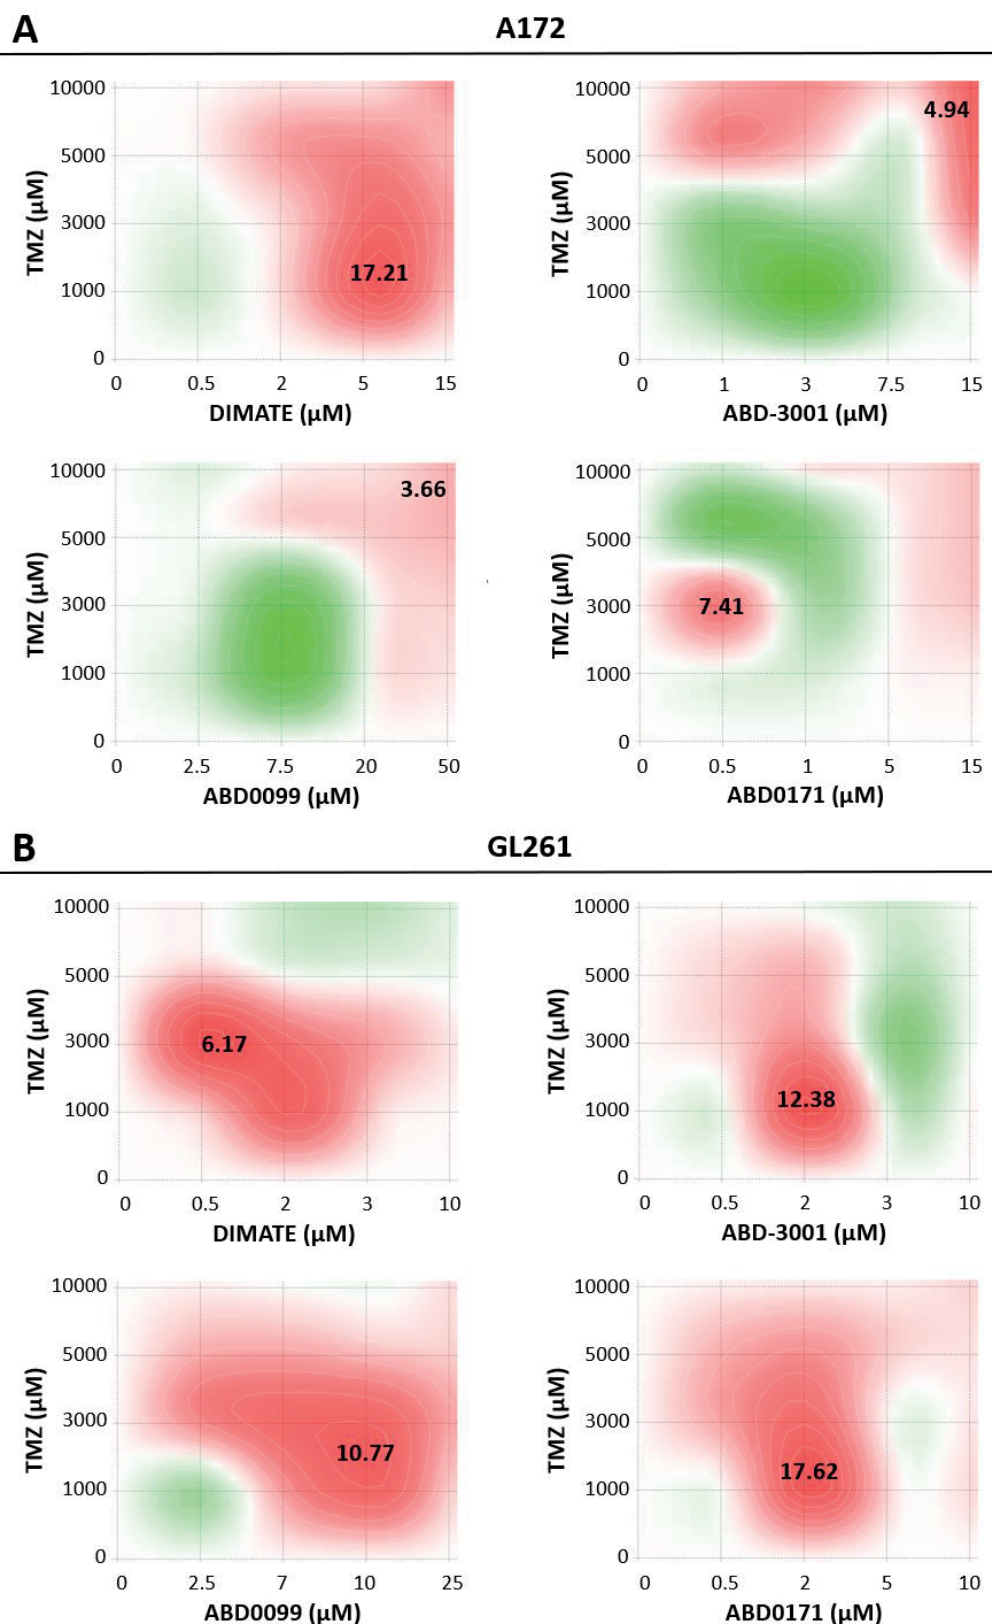 A A172
10000 10000
4.94
5000 5000
TMZ (µM) TMZ (µM)
3000 3000
17.21
1000 1000
0 0
0 0.5 2 5 15 0 1 3 7.5 15
DIMATE (µM) ABD-3001 (µM)
10000 10000
3.66
5000 5000
TMZ (µM) TMZ (µM)
3000 7.41 3000
1000 1000
0 0
0 2.5 7.5 20 50 0 0.5 1 5 15
ABD0099 (µM) ABD0171 (µM)
B GL261
10000 10000
5000 5000
TMZ (µM) TMZ (µM)
3000 6.17 3000
1000 12.38 1000
0 0
0 0.5 2 3 10 0 0.5 2 3 10
DIMATE (µM) ABD-3001 (µM)
10000 10000
5000 5000
TMZ (µM) TMZ (µM)
3000 3000
10.77 17.62
1000 1000
0 0
0 2.5 7 10 25 0 0.5 2 5 10
ABD0099 (µM) ABD0171 (µM)